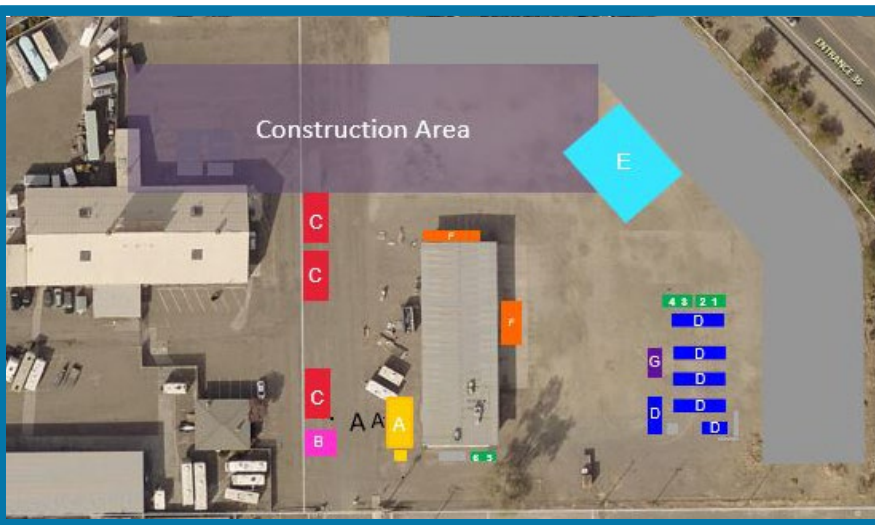 ENTRANCE 36
Construction Area
E
C
F
C
4 3 2 1
F
D
G
D
D
C
A A A
D
D
B
D
6 5